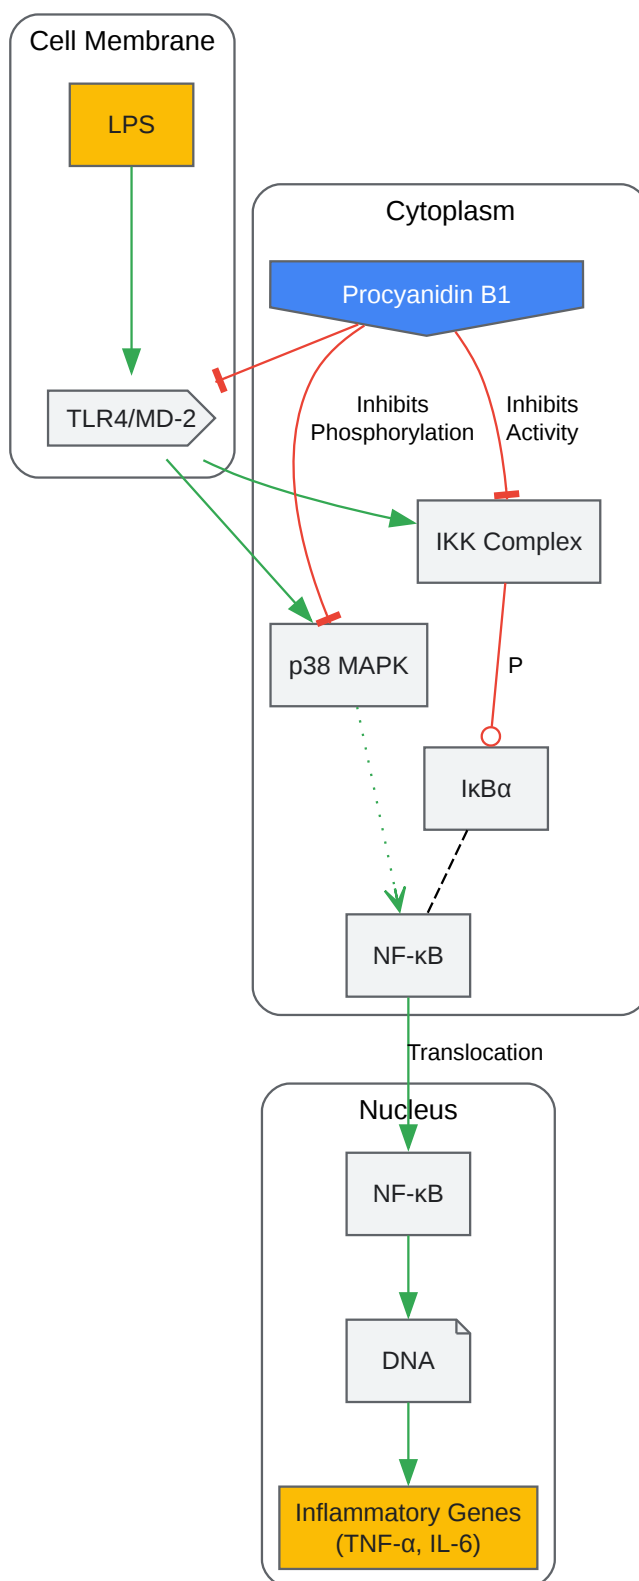 Cell Membrane
LPS
Cytoplasm
Procyanidin B1
TLR4/MD-2
Inhibits
Phosphorylation
Inhibits
Activity
IKK Complex
p38 MAPK
P
IκBα
NF-κB
Translocation
Nucleus
NF-κB
DNA
Inflammatory Genes
(TNF-α, IL-6)